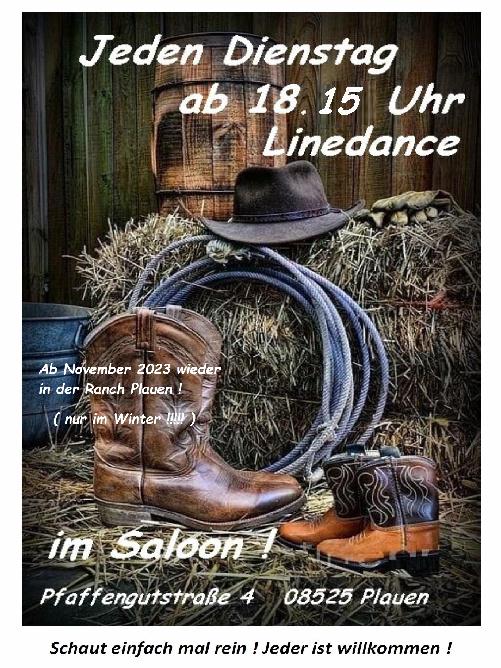 Jeden Dienstag
ab 18.15 Uhr
Linedance
Ab November 2023 wieder
in der Ranch Plauen !
( nur im Winter !!!!! )
im Saloon !
Pfaffengutstraße 4 08525 Plauen
Schaut einfach mal rein ! Jeder ist willkommen !